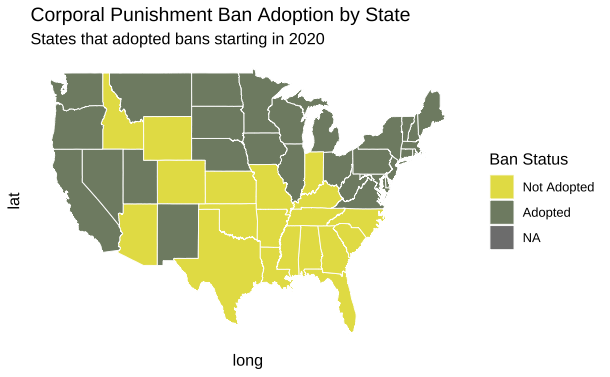 Corporal Punishment Ban Adoption by State
States that adopted bans starting in 2020
lat
long
Ban Status
Not Adopted
Adopted
NA